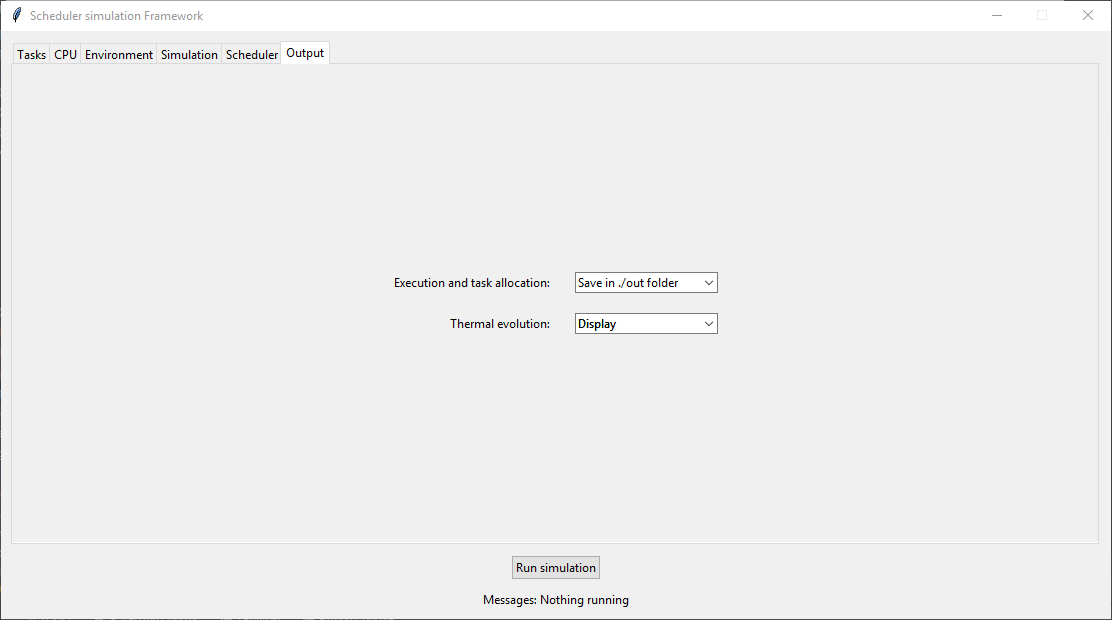 Scheduler simulation Framework
Tasks CPU Environment Simulation Scheduler Output
Execution and task allocation: Save in ./out folder
Thermal evolution: Display
Run simulation
Messages: Nothing running